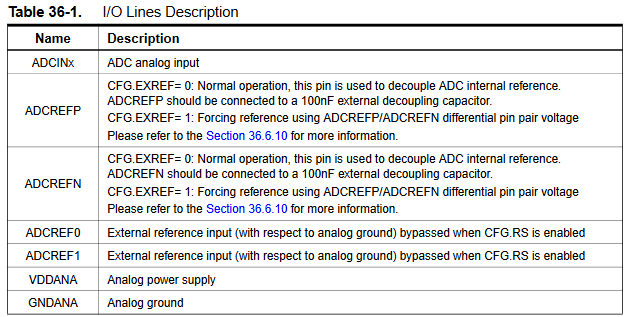 Table 36-1. I/O Lines Description
Name Description
ADCINx ADC analog input
ADCREFP
CFG.EXREF= 0: Normal operation, this pin is used to decouple ADC internal reference.
ADCREFP should be connected to a 100nF external decoupling capacitor.
CFG.EXREF= 1: Forcing reference using ADCREFP/ADCREFN differential pin pair voltage
Please refer to the Section 36.6.10 for more information.
ADCREFN
CFG.EXREF= 0: Normal operation, this pin is used to decouple ADC internal reference.
ADCREFN should be connected to a 100nF external decoupling capacitor.
CFG.EXREF= 1: Forcing reference using ADCREFP/ADCREFN differential pin pair voltage
Please refer to the Section 36.6.10 for more information.
ADCREF0 External reference input (with respect to analog ground) bypassed when CFG.RS is enabled
ADCREF1 External reference input (with respect to analog ground) bypassed when CFG.RS is enabled
VDDANA Analog power supply
GNDANA Analog ground